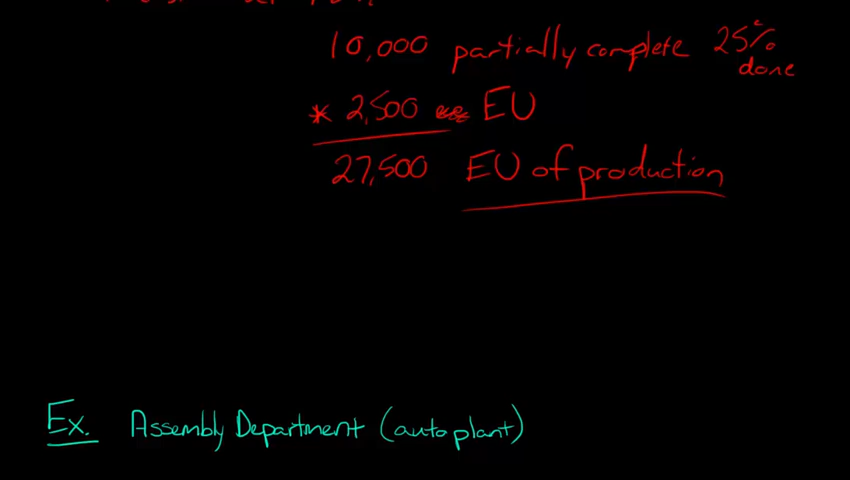 10,000 partially complete 25% done
* 2,500 EU
27,500 EU of production
Ex. Assembly Department (auto plant)